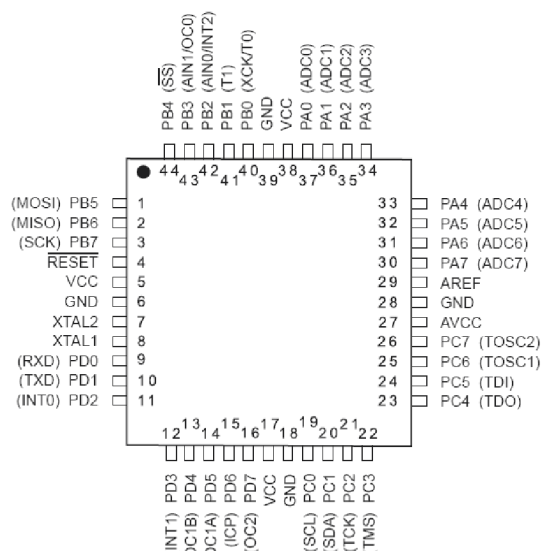 PB4 (SS)
PB3 (AIN1/OC0)
PB2 (AIN0/INT2)
PB1 (T1)
PB0 (XCK/T0)
GND
VCC
PA0 (ADC0)
PA1 (ADC1)
PA2 (ADC2)
PA3 (ADC3)
44 43 42 41 40 39 38 37 36 35 34
(MOSI) PB5 1
(MISO) PB6 2
(SCK) PB7 3
RESET 4
VCC 5
GND 6
XTAL2 7
XTAL1 8
(RXD) PD0 9
(TXD) PD1 10
(INT0) PD2 11
33 PA4 (ADC4)
32 PA5 (ADC5)
31 PA6 (ADC6)
30 PA7 (ADC7)
29 AREF
28 GND
27 AVCC
26 PC7 (TOSC2)
25 PC6 (TOSC1)
24 PC5 (TDI)
23 PC4 (TDO)
12 13 14 15 16 17 18 19 20 21 22
INT1) PD3
OC1B) PD4
OC1A) PD5
(ICP) PD6
(OC2) PD7
VCC
GND
(SCL) PC0
(SDA) PC1
(TCK) PC2
TMS) PC3